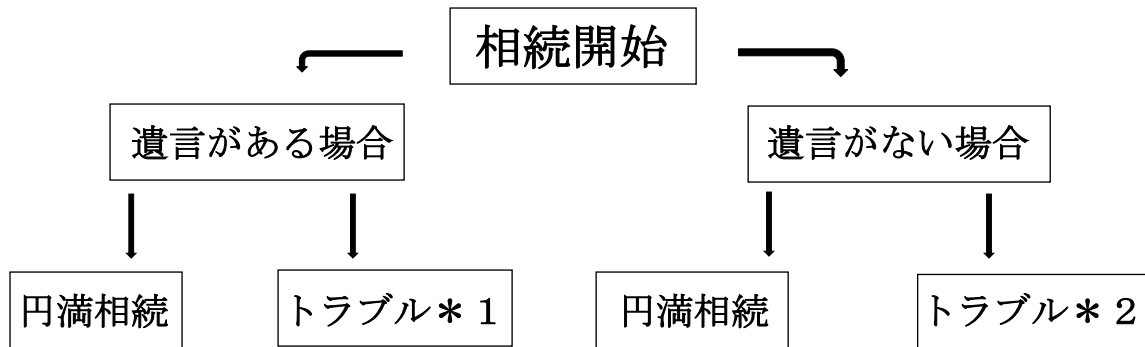 相続開始
遺言がある場合
遺言がない場合
円満相続
トラブル＊１
円満相続
トラブル＊２